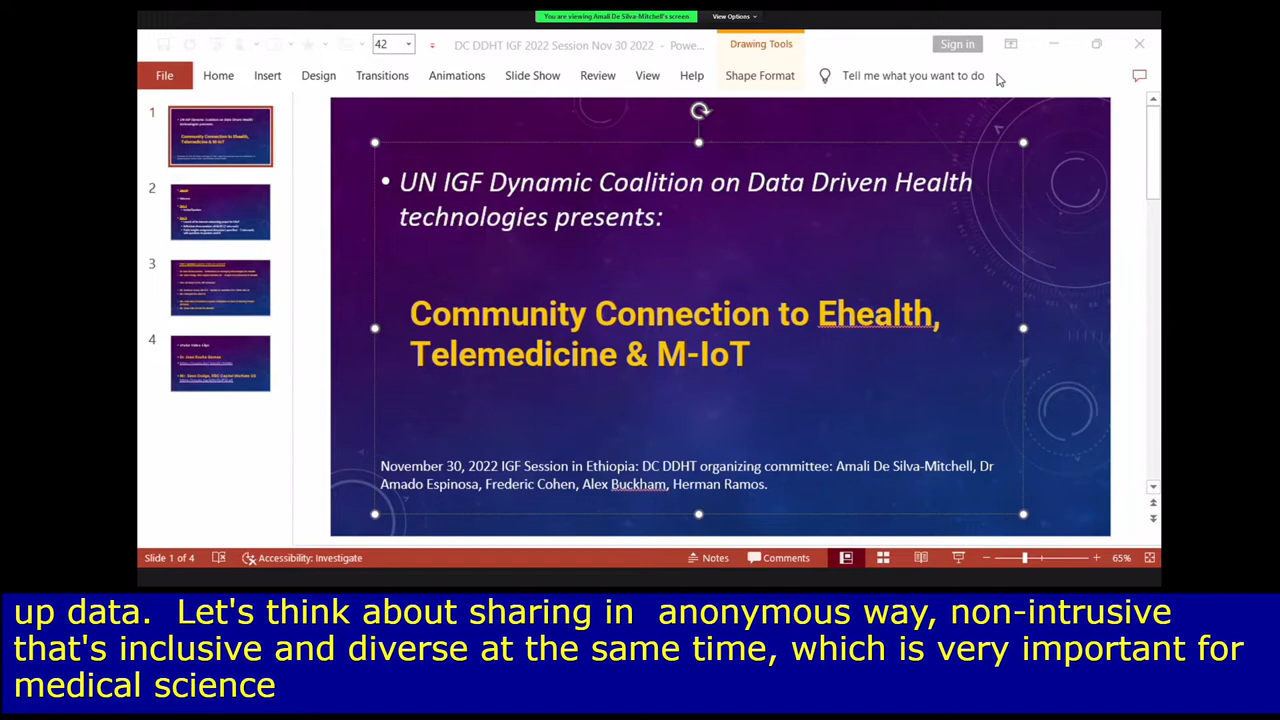 You are viewing Amali De Silva-Mitchell's screen
View Options
42
DC DDHT IGF 2022 Session Nov 30 2022 - Powe...
Drawing Tools
Sign in
File
Home
Insert
Design
Transitions
Animations
Slide Show
Review
View
Help
Shape Format
Tell me what you want to do
1
2
3
4
• UN IGF Dynamic Coalition on Data Driven Health
technologies presents:
Community Connection to Ehealth,
Telemedicine & M-IoT
November 30, 2022 IGF Session in Ethiopia: DC DDHT organizing committee: Amali De Silva-Mitchell, Dr
Amado Espinosa, Frederic Cohen, Alex Buckham, Herman Ramos.
Slide 1 of 4
Accessibility: Investigate
Notes
Comments
65%
up data.  Let's think about sharing in  anonymous way, non-intrusive
that's inclusive and diverse at the same time, which is very important for
medical science